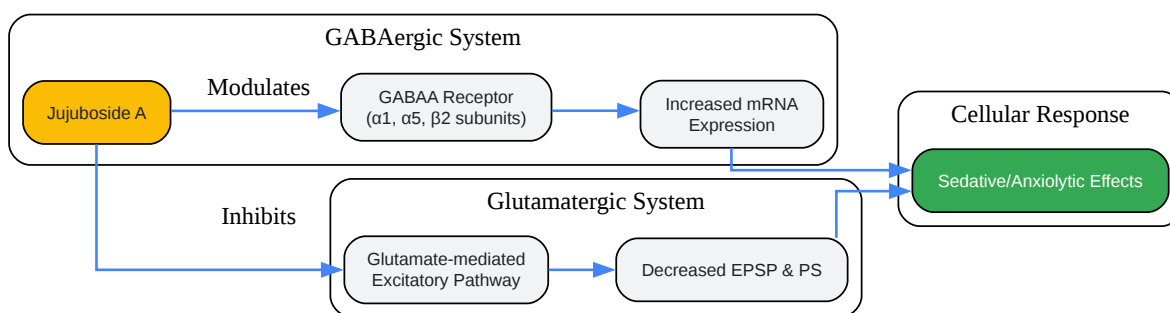 GABAergic System
Jujuboside A
Modulates
GABAA Receptor
(α1, α5, β2 subunits)
Increased mRNA
Expression
Cellular Response
Sedative/Anxiolytic Effects
Inhibits
Glutamatergic System
Glutamate-mediated
Excitatory Pathway
Decreased EPSP & PS